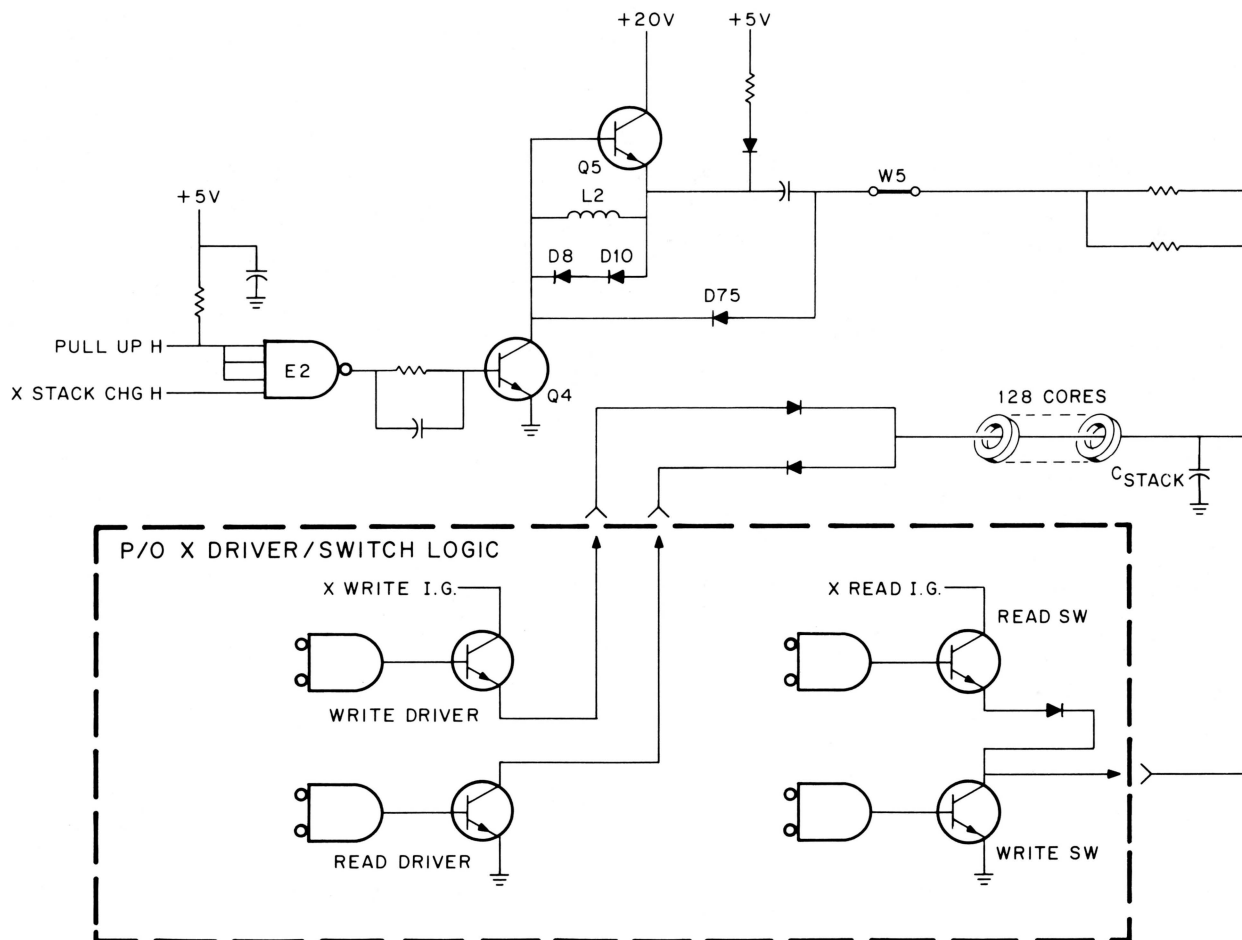 +20V
+5V
Q5
W5
+5V
L2
D8
D10
D75
PULL UP H
E2
X STACK CHG H
Q4
128 CORES
CSTACK
P/O X DRIVER/SWITCH LOGIC
X WRITE I.G.
X READ I.G.
READ SW
WRITE DRIVER
READ DRIVER
WRITE SW